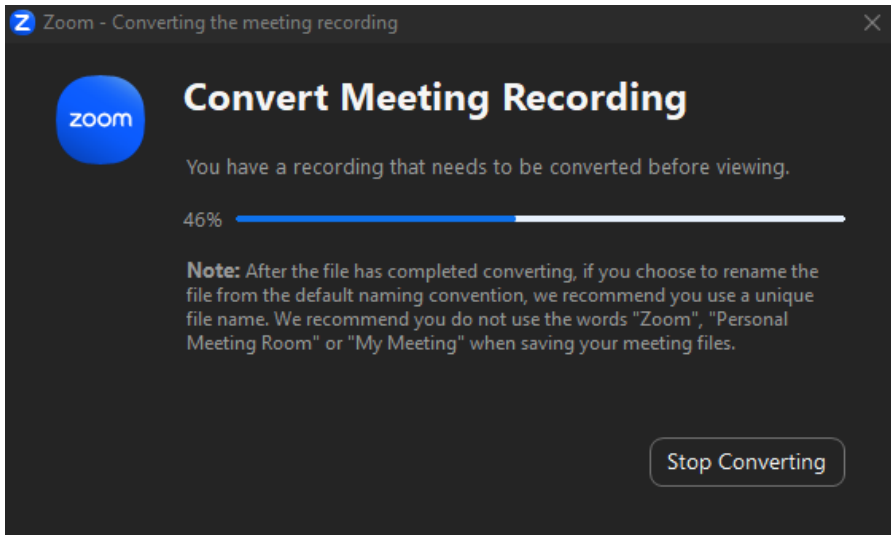 Z Zoom - Converting the meeting recording
zoom
Convert Meeting Recording
You have a recording that needs to be converted before viewing.
46%
Note: After the file has completed converting, if you choose to rename the
file from the default naming convention, we recommend you use a unique
file name. We recommend you do not use the words "Zoom", "Personal
Meeting Room" or "My Meeting" when saving your meeting files.
Stop Converting